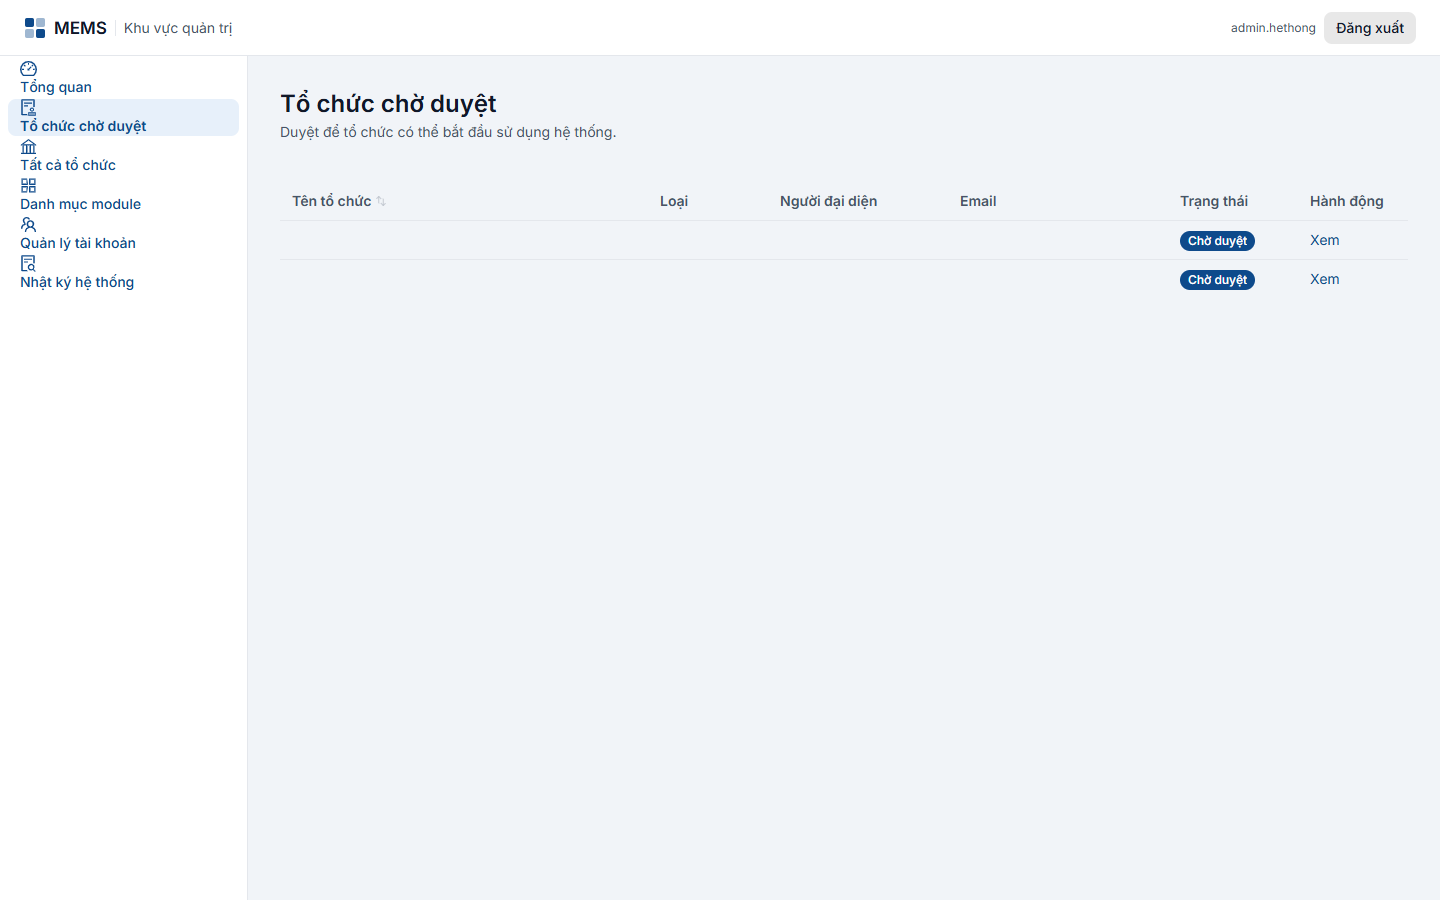 MEMS Khu vực quản trị
admin.hethong Đăng xuất
Tổng quan
Tổ chức chờ duyệt
Tất cả tổ chức
Danh mục module
Quản lý tài khoản
Nhật ký hệ thống
Tổ chức chờ duyệt
Duyệt để tổ chức có thể bắt đầu sử dụng hệ thống.
Tên tổ chức Loại Người đại diện Email Trạng thái Hành động
Chờ duyệt Xem
Chờ duyệt Xem